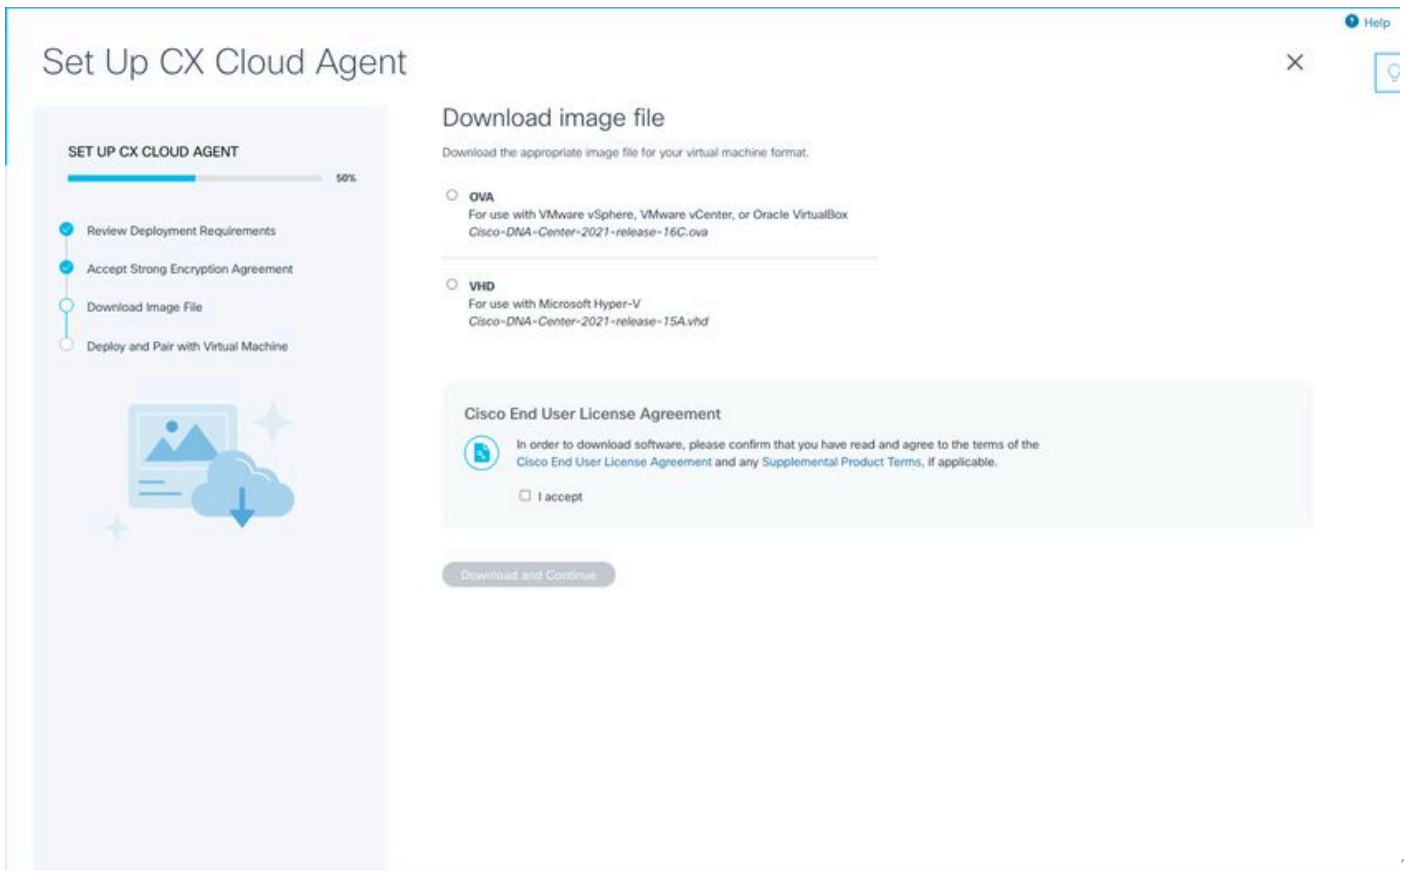 Help
Set Up CX Cloud Agent
SET UP CX CLOUD AGENT
50%
Review Deployment Requirements
Accept Strong Encryption Agreement
Download Image File
Deploy and Pair with Virtual Machine
Download image file
Download the appropriate image file for your virtual machine format.
OVA
For use with VMware vSphere, VMware vCenter, or Oracle VirtualBox
Cisco-DNA-Center-2021-release-16C.ova
VHD
For use with Microsoft Hyper-V
Cisco-DNA-Center-2021-release-15A.vhd
Cisco End User License Agreement
In order to download software, please confirm that you have read and agree to the terms of the
Cisco End User License Agreement and any Supplemental Product Terms, if applicable.
I accept
Download and Continue